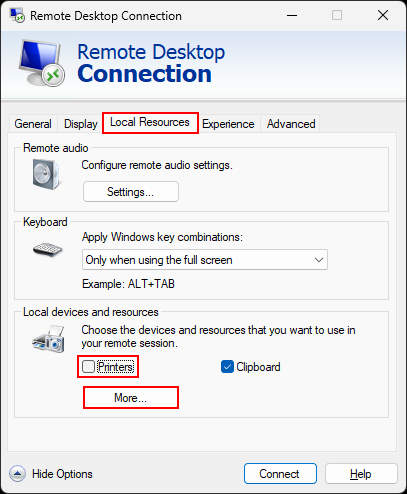 Remote Desktop Connection
Remote Desktop
Connection
General Display Local Resources Experience Advanced
Remote audio
Configure remote audio settings.
Settings...
Keyboard
Apply Windows key combinations:
Only when using the full screen
Example: ALT+TAB
Local devices and resources
Choose the devices and resources that you want to use in
your remote session.
Printers Clipboard
More...
Hide Options Connect Help